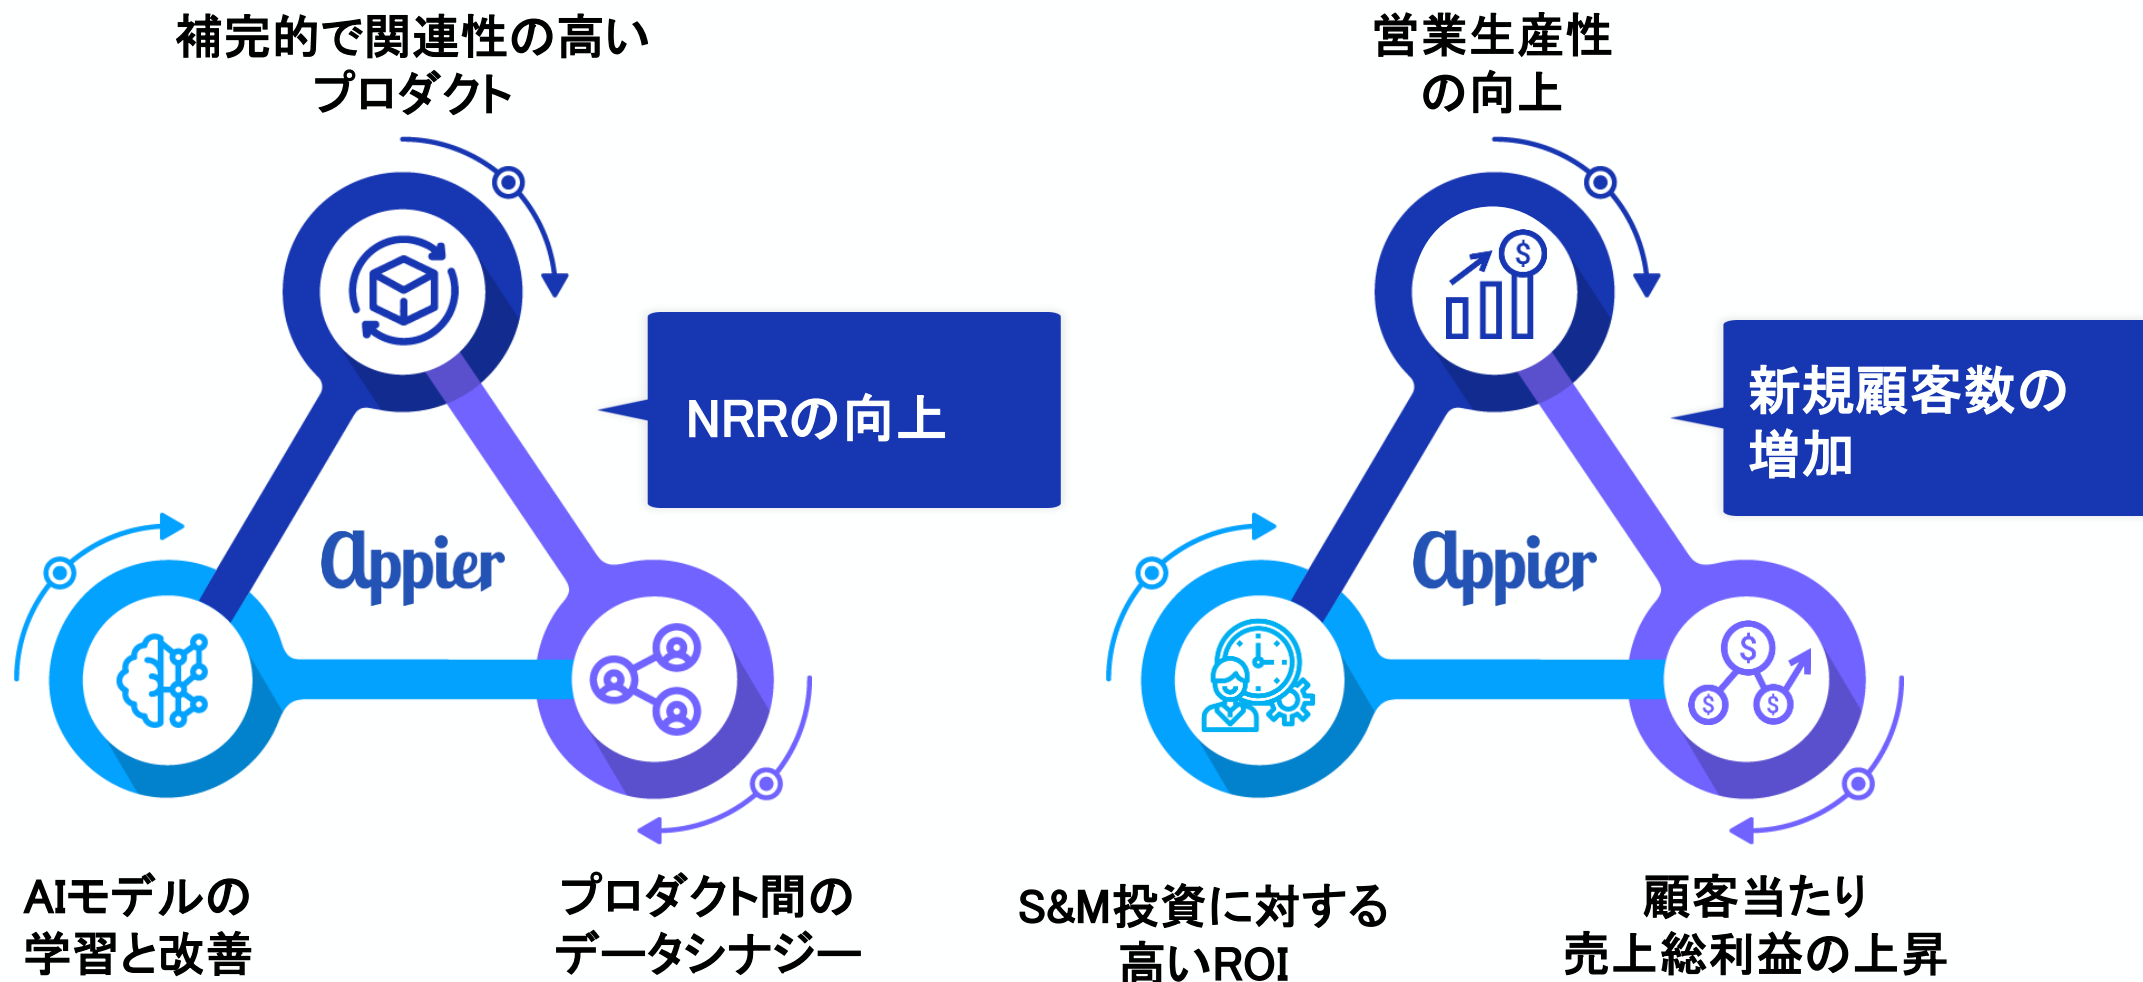 補完的で関連性の高い
プロダクト
NRRの向上
Appier
AIモデルの
学習と改善
プロダクト間の
データシナジー
営業生産性
の向上
$
新規顧客数の
増加
Appier
$
$
$
S&M投資に対する
高いROI
顧客当たり
売上総利益の上昇